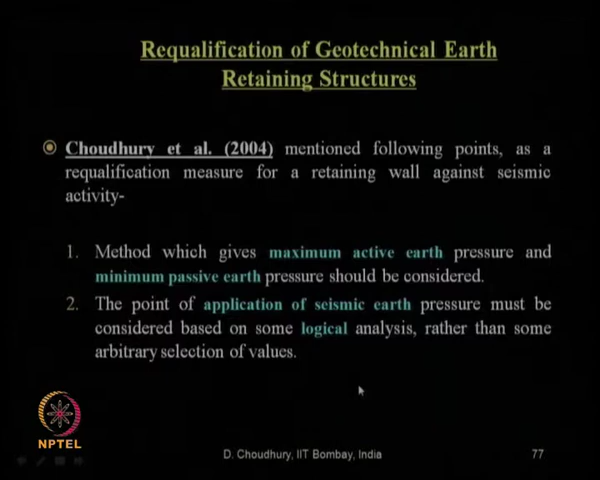 Requalification of Geotechnical Earth
Retaining Structures
Choudhury et al. (2004) mentioned following points, as a
requalification measure for a retaining wall against seismic
activity-
1. Method which gives maximum active earth pressure and
minimum passive earth pressure should be considered.
2. The point of application of seismic earth pressure must be
considered based on some logical analysis, rather than some
arbitrary selection of values.
NPTEL
D. Choudhury, IIT Bombay, India
77